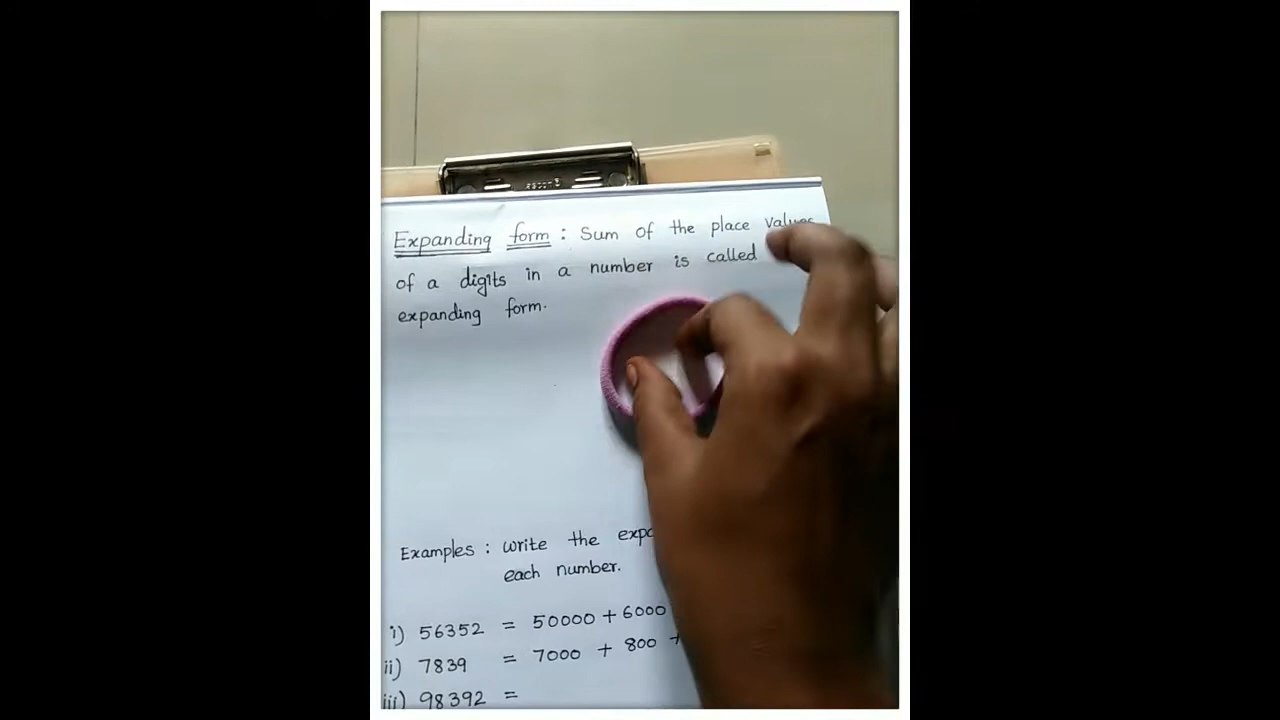 Expanding form : Sum of the place values
of a digits in a number is called
expanding form.
Examples : write the
each number.
i) 56352 = 50000 + 6000
ii) 7839 = 7000 + 800 +
iii) 98392 =